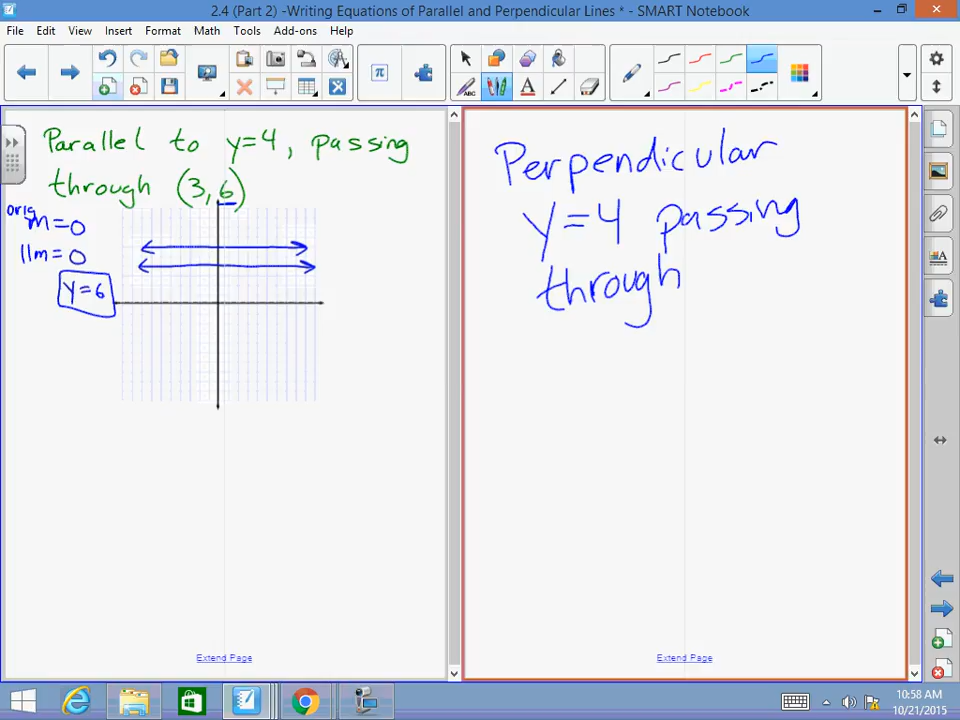 2.4 (Part 2) -Writing Equations of Parallel and Perpendicular Lines * - SMART Notebook
File Edit View Insert Format Math Tools Add-ons Help
Parallel to y=4, passing
through (3,6)
orig
m=0
11m=0
y=6
Extend Page
Perpendicular
y=4 passing
through
Extend Page
10:58 AM
10/21/2015